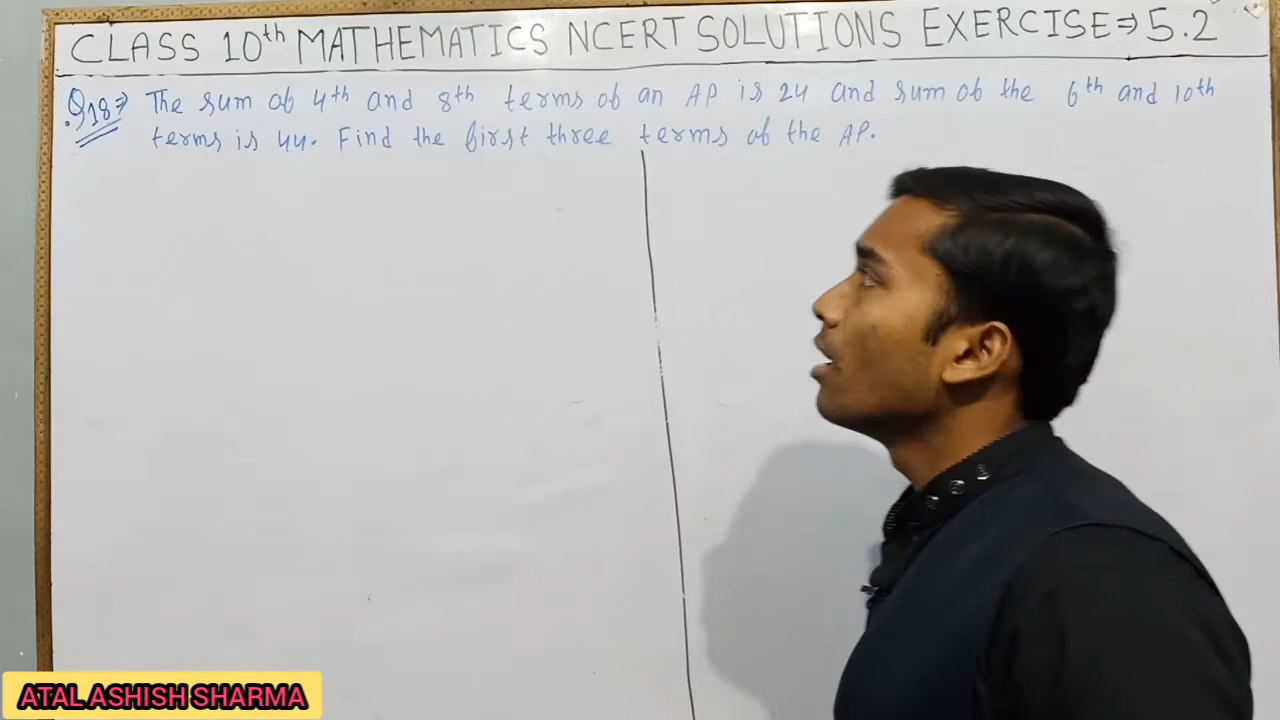 CLASS 10th MATHEMATICS NCERT SOLUTIONS EXERCISE⇒5.2
Q18⇒ The sum of 4th and 8th terms of an AP is 24 and sum of the 6th and 10th
terms is 44. Find the first three terms of the AP.
ATAL ASHISH SHARMA